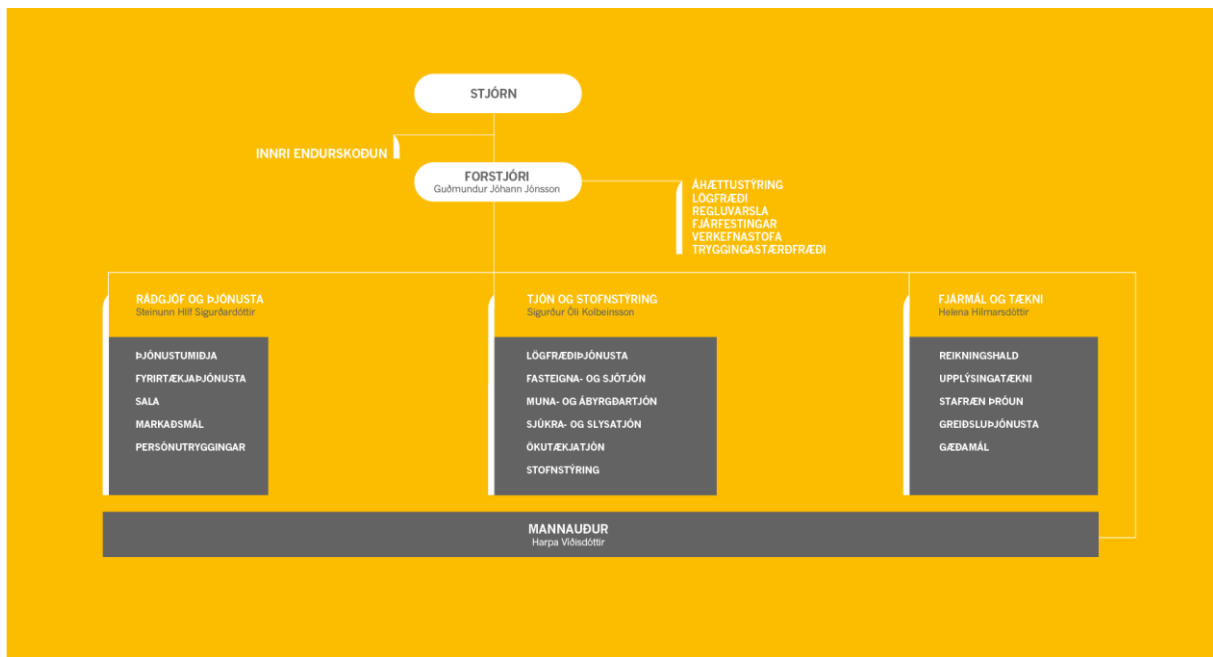 STJÓRN
INNRI ENDURSKOÐUN
FORSTJÓRI
Guðmundur Jóhann Jónsson
ÁHÆTTUSTÝRING
LÖGFRÆÐI
REGLUVARSLA
FJÁRFESTINGAR
VERKEFNASTOFA
TRYGGINGASTÆRÐFRÆÐI
RÁÐGJÖF OG ÞJÓNUSTA
Steinunn Hlíf Sigurðardóttir
ÞJÓNUSTUMIÐJA
FYRIRTÆKJAÞJÓNUSTA
SALA
MARKAÐSMÁL
PERSÓNUTRYGGINGAR
TJÓN OG STOFNSTÝRING
Sigurður Óli Kolbeinsson
LÖGFRÆÐIÞJÓNUSTA
FASTEIGNA- OG SJÓTJÓN
MUNA- OG ÁBYRGÐARTJÓN
SJÚKRA- OG SLYSATJÓN
ÖKUTÆKJATJÓN
STOFNSTÝRING
FJÁRMÁL OG TÆKNI
Helena Hilmarsdóttir
REIKNINGSHALD
UPPLÝSINGATÆKNI
STAFRÆN ÞRÓUN
GREIÐSLUÞJÓNUSTA
GÆÐAMÁL
MANNAUÐUR
Harpa Víðisdóttir